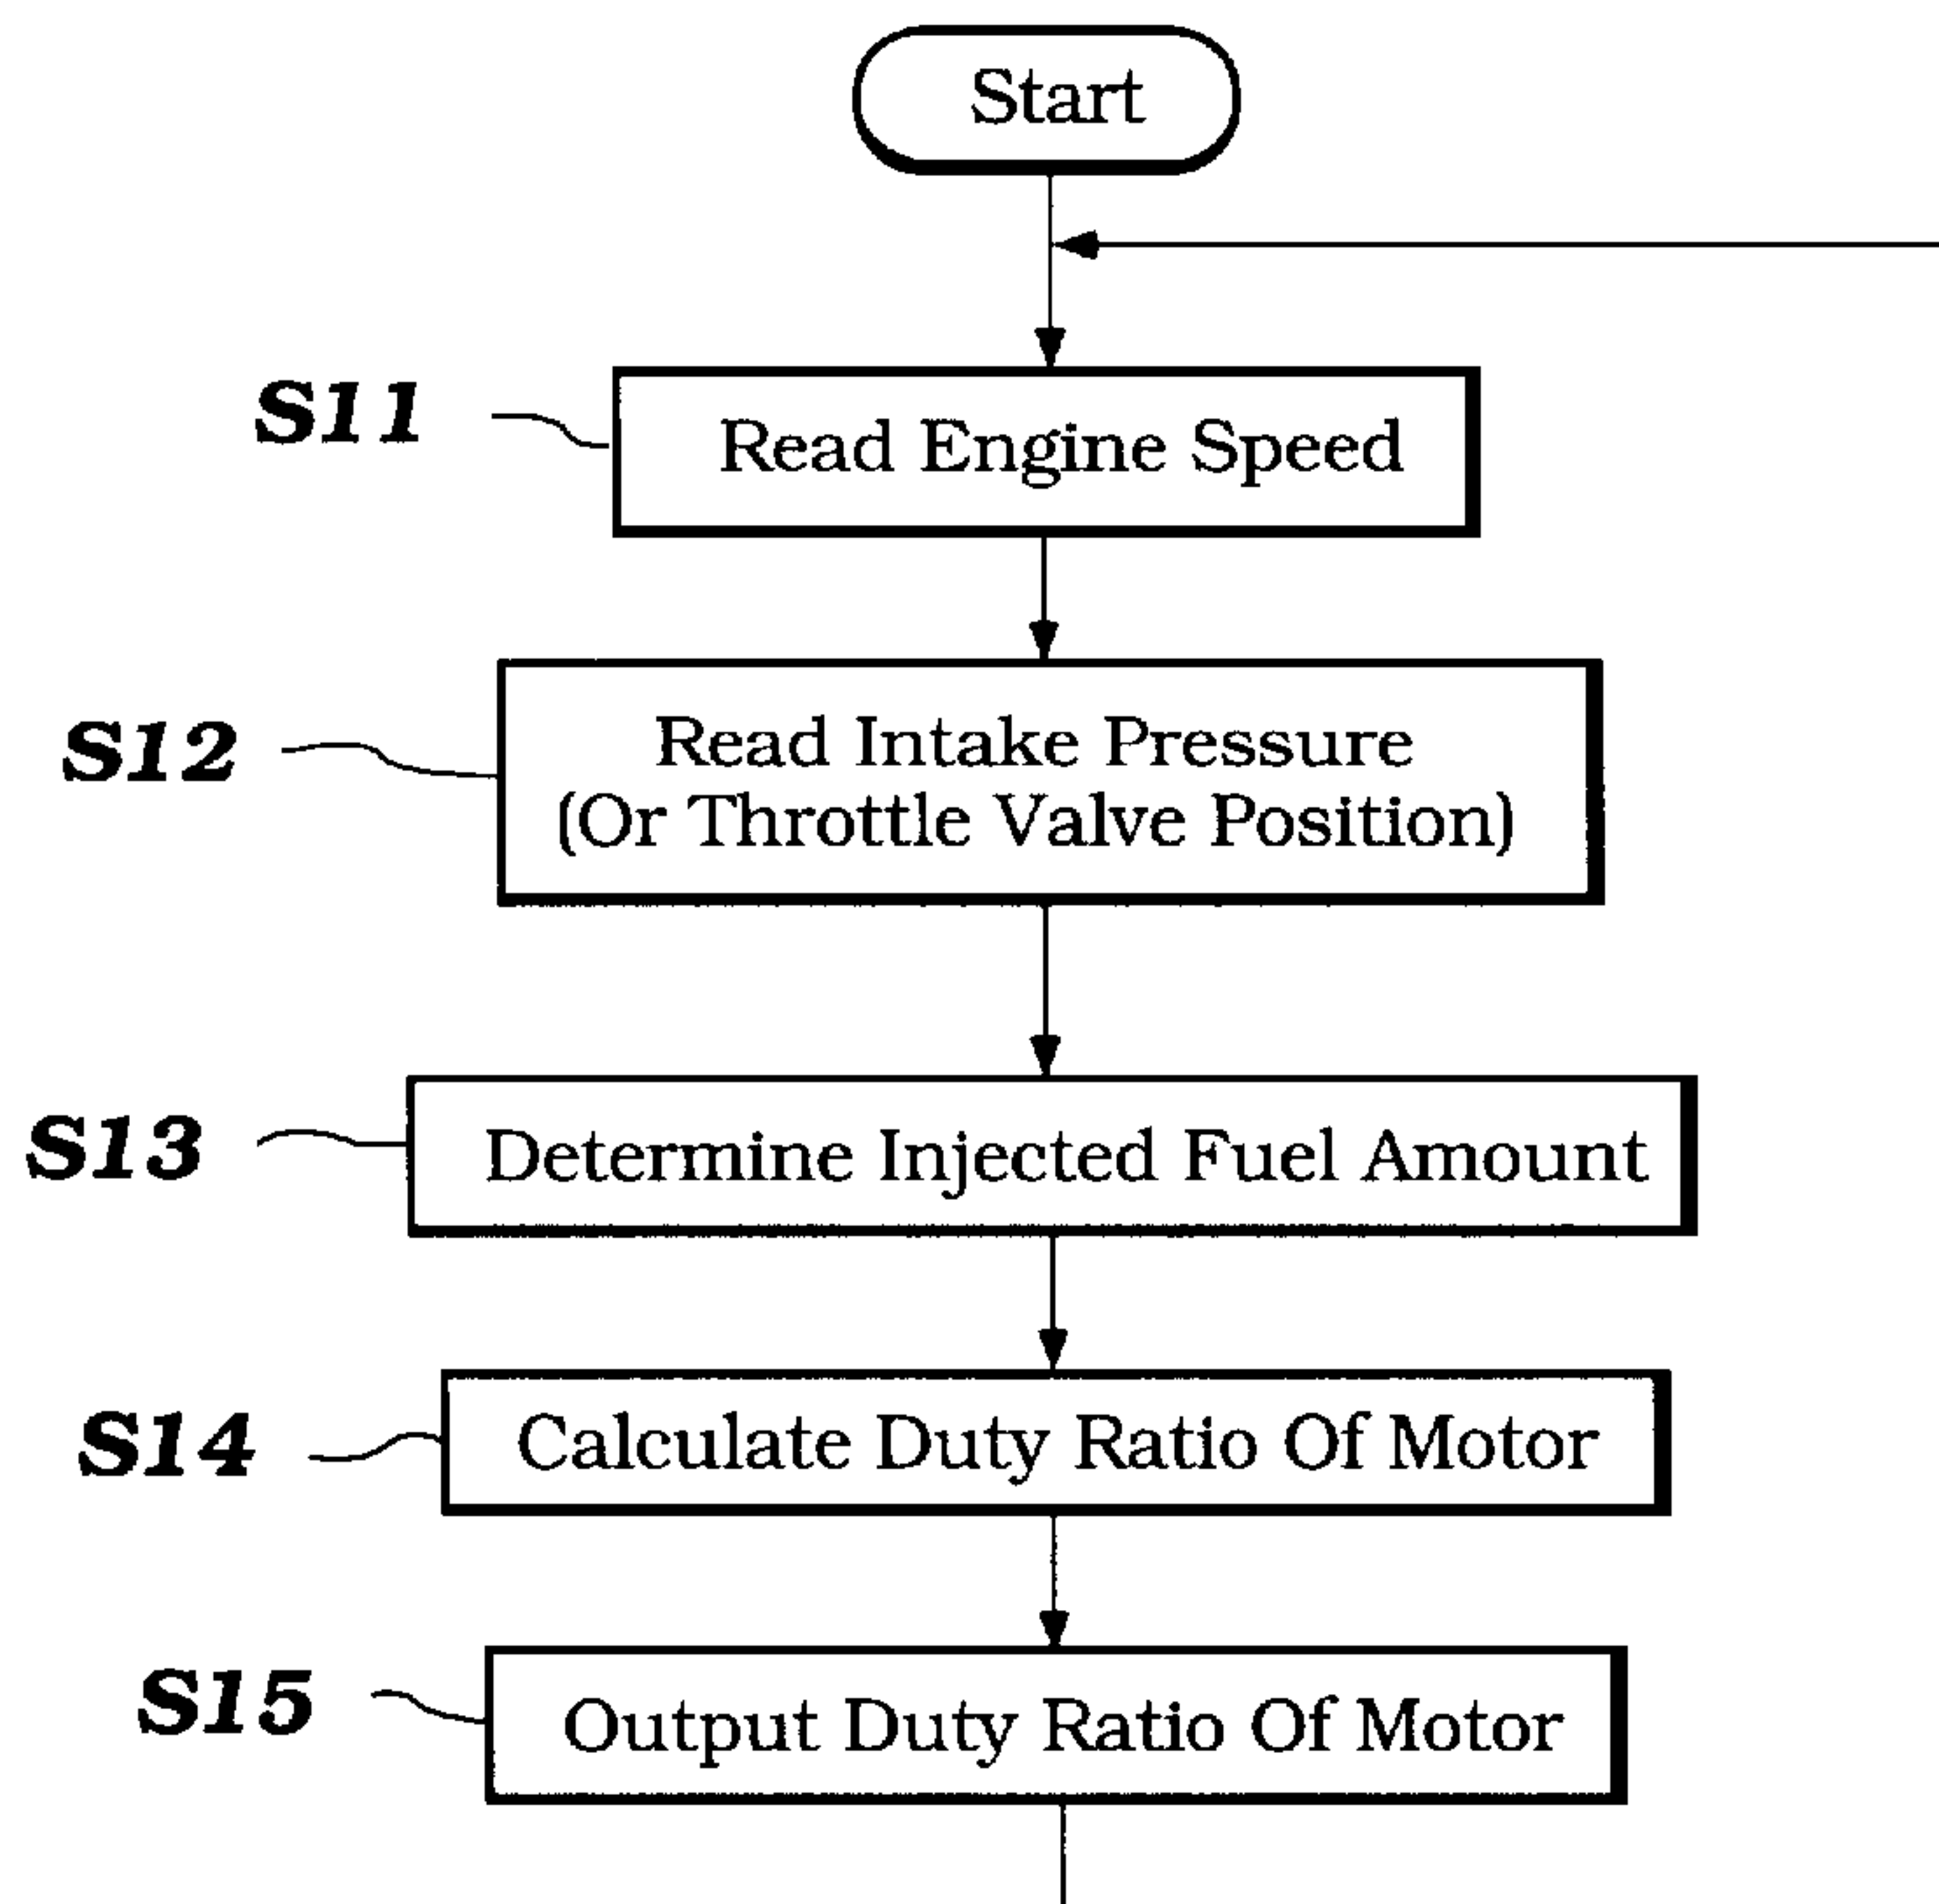 Start
S11
Read Engine Speed
S12
Read Intake Pressure
(Or Throttle Valve Position)
S13
Determine Injected Fuel Amount
S14
Calculate Duty Ratio Of Motor
S15
Output Duty Ratio Of Motor